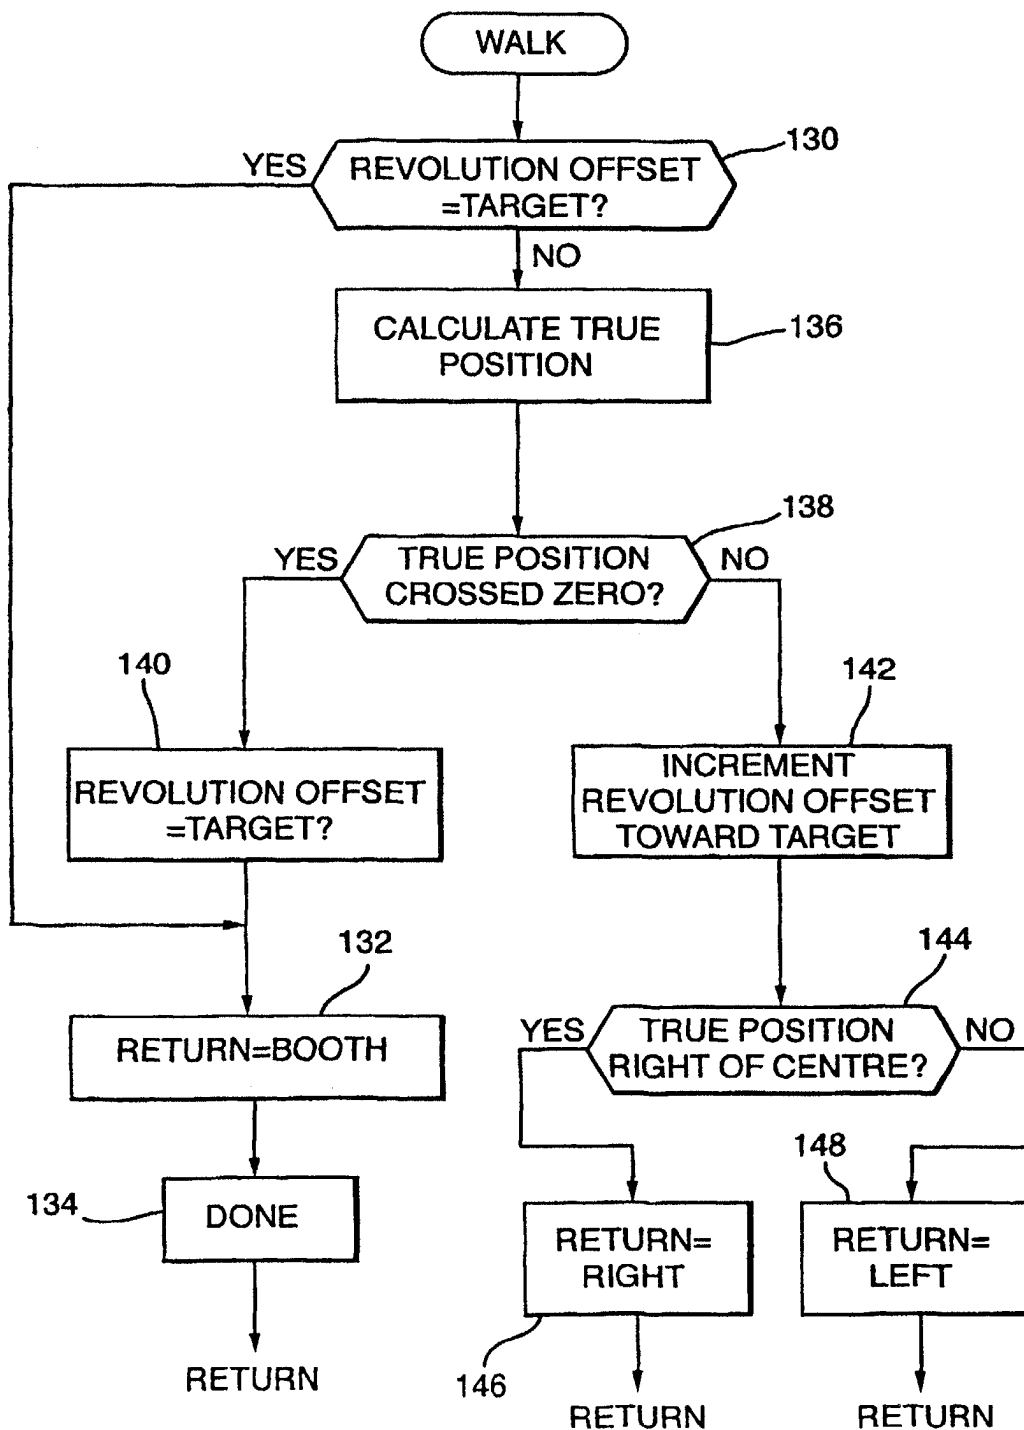 WALK
130
YES
REVOLUTION OFFSET
=TARGET?
NO
136
CALCULATE TRUE
POSITION
138
YES
TRUE POSITION
CROSSED ZERO?
NO
140
142
REVOLUTION OFFSET
=TARGET?
INCREMENT
REVOLUTION OFFSET
TOWARD TARGET
132
144
RETURN=BOOTH
YES
TRUE POSITION
RIGHT OF CENTRE?
NO
134
DONE
148
RETURN=
RIGHT
RETURN=
LEFT
146
RETURN
RETURN
RETURN